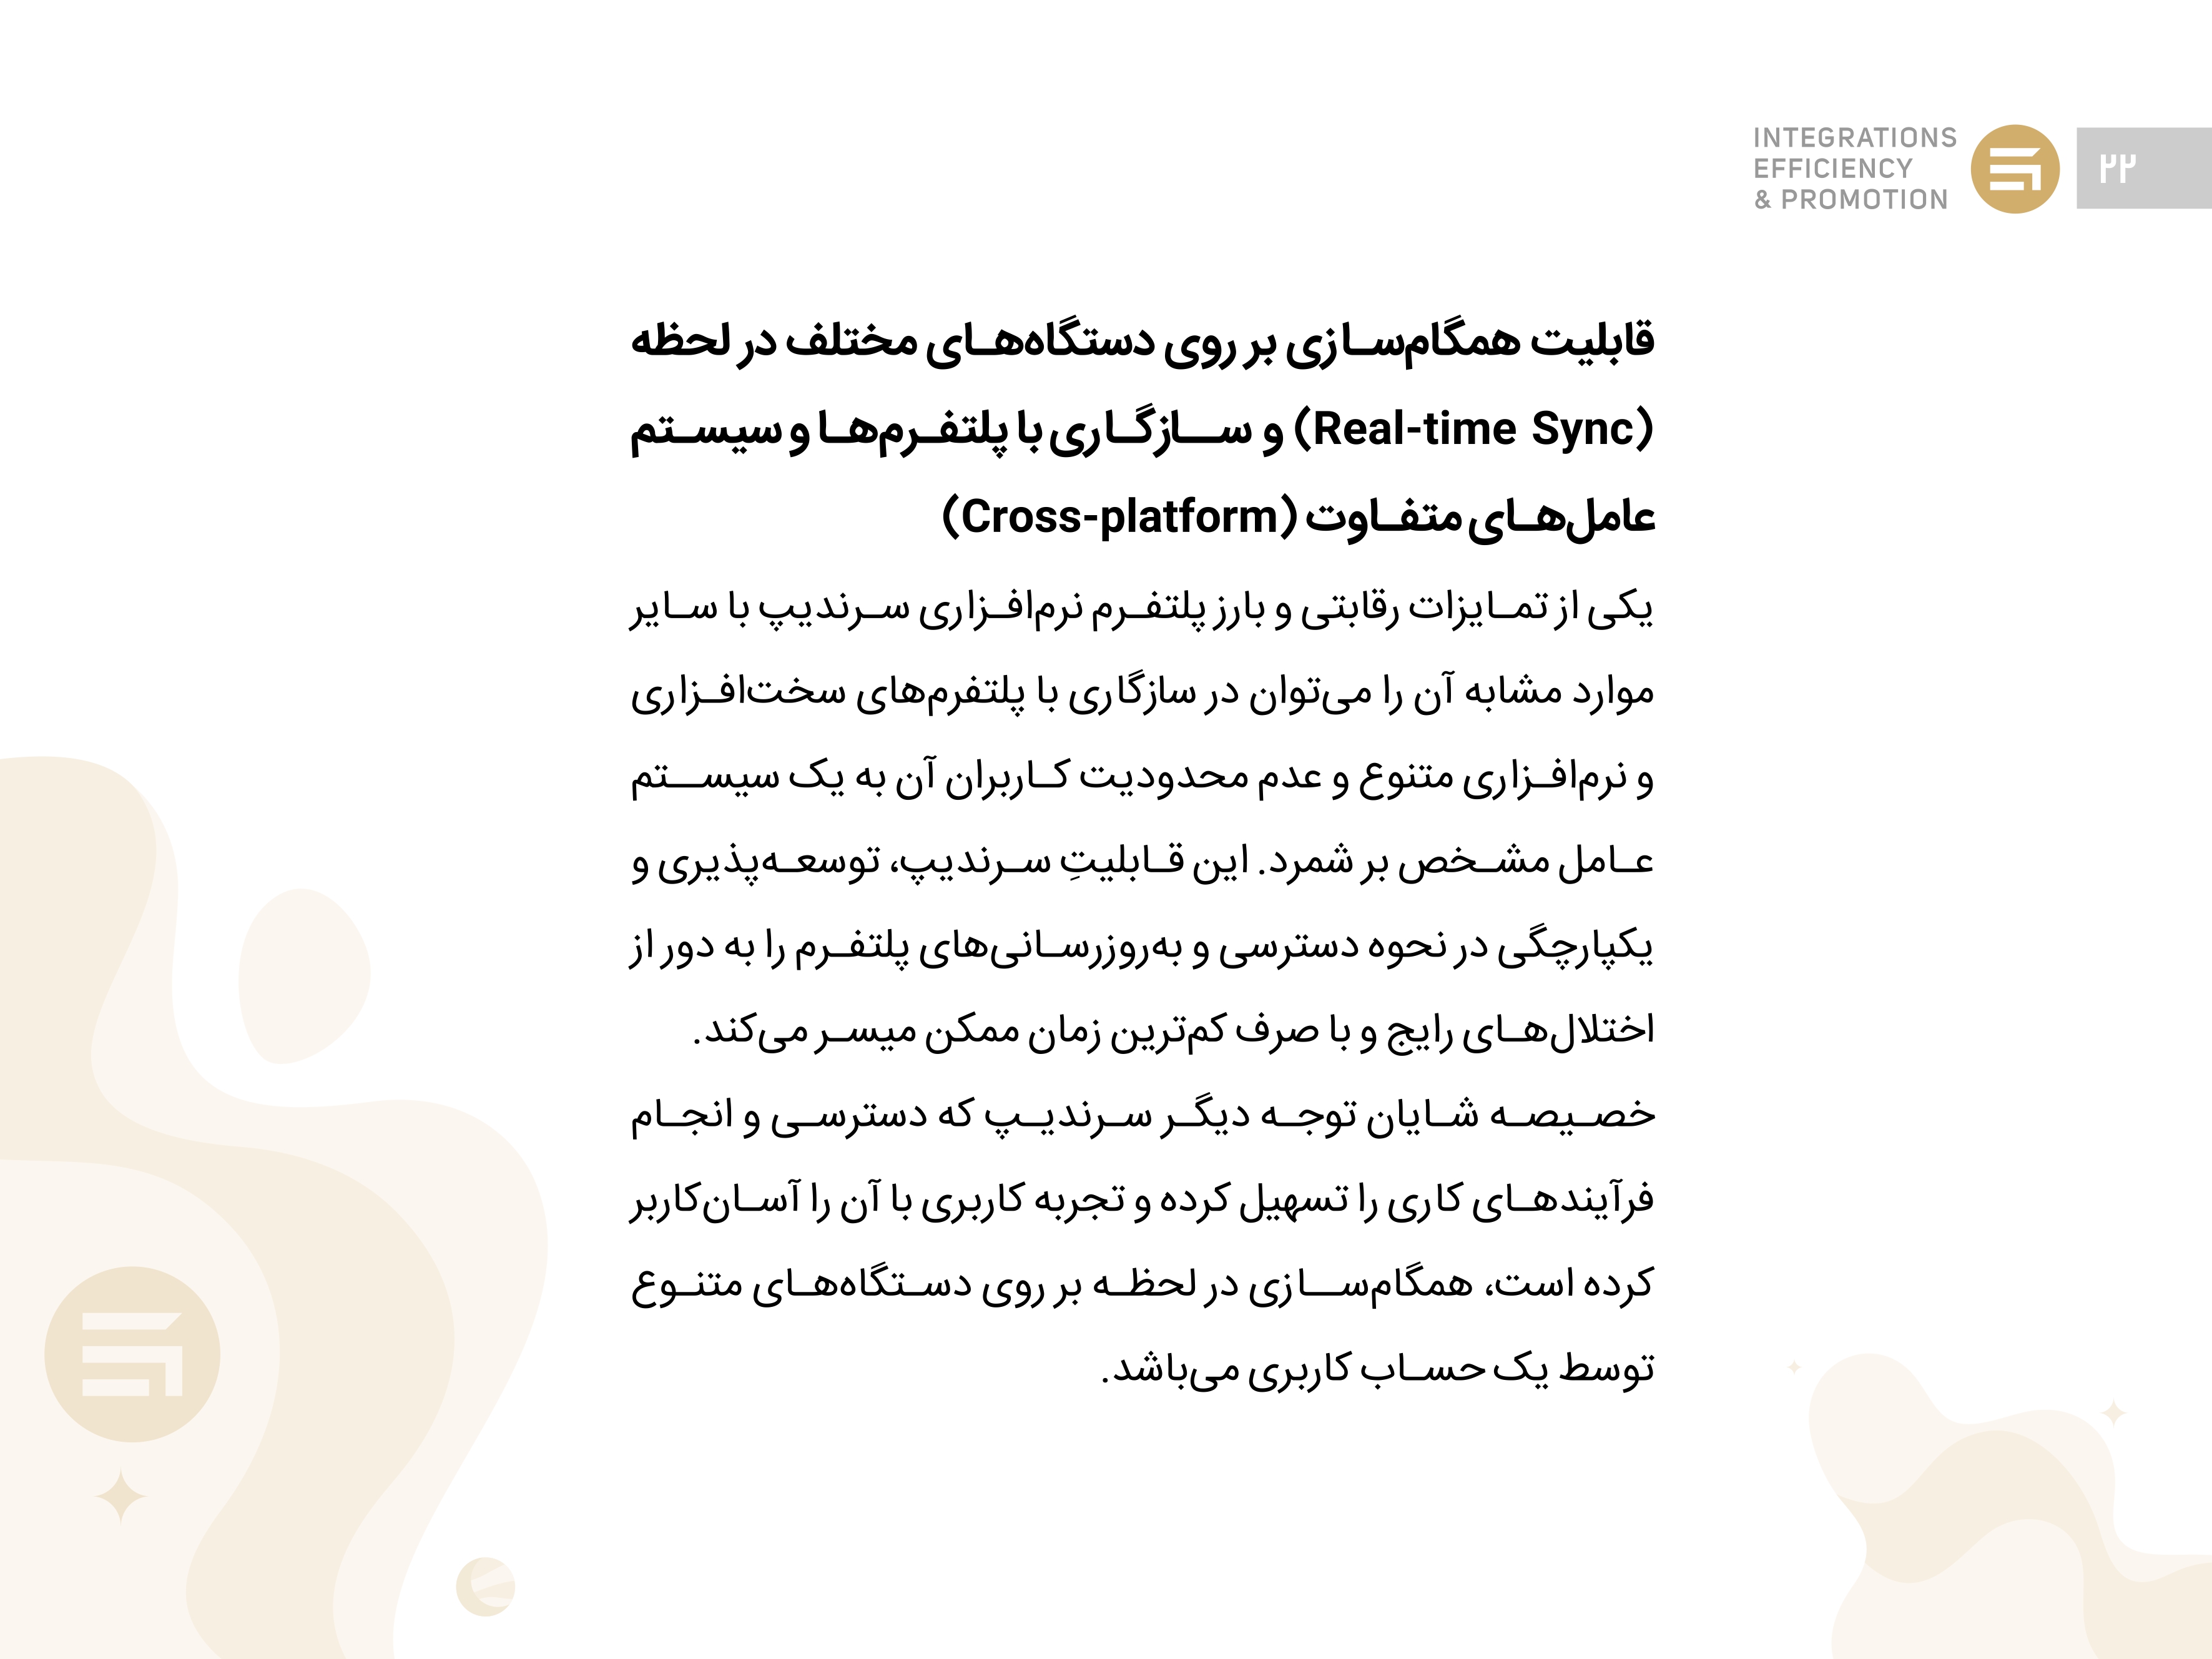 INTEGRATIONS
EFFICIENCY
& PROMOTION
۲۲
قابلیت همگام‌سازی بر روی دستگاه‌های مختلف در لحظه
(Real-time Sync) و سازگاری با پلتفرم‌ها و سیستم
عامل‌های متفاوت (Cross-platform)
یکی از تمایزات رقابتی و بارز پلتفرم نرم‌افزاری سرندیپ با سایر
موارد مشابه آن را می‌توان در سازگاری با پلتفرم‌های سخت‌افزاری
و نرم‌افزاری متنوع و عدم محدودیت کاربران آن به یک سیستم
عامل مشخص بر شمرد. این قابلیتِ سرندیپ، توسعه‌پذیری و
یکپارچگی در نحوه دسترسی و به‌روزرسانی‌های پلتفرم را به دور از
اختلال‌های رایج و با صرف کم‌ترین زمان ممکن میسر می‌کند.
خصیصه شایان توجه دیگر سرندیپ که دسترسی و انجام
فرآیندهای کاری را تسهیل کرده و تجربه کاربری با آن را آسان‌کاربر
کرده است، همگام‌سازی در لحظه بر روی دستگاه‌های متنوع
توسط یک حساب کاربری می‌باشد.